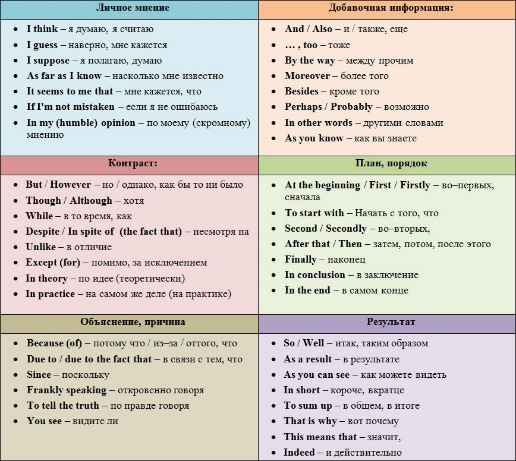 Личное мнение
I think – я думаю, я считаю
I guess – наверно, мне кажется
I suppose – я полагаю, думаю
As far as I know – насколько мне известно
It seems to me that – мне кажется, что
If I'm not mistaken – если я не ошибаюсь
In my (humble) opinion – по моему (скромному)
мнению
Добавочная информация:
And / Also – и / также, еще
… , too – тоже
By the way – между прочим
Moreover – более того
Besides – кроме того
Perhaps / Probably – возможно
In other words – другими словами
As you know – как вы знаете
Контраст:
But / However – но / однако, как бы то ни было
Though / Although – хотя
While – в то время, как
Despite / In spite of (the fact that) – несмотря на
Unlike – в отличие
Except (for) – помимо, за исключением
In theory – по идее (теоретически)
In practice – на самом же деле (на практике)
План, порядок
At the beginning / First / Firstly – во–первых,
сначала
To start with – Начать с того, что
Second / Secondly – во–вторых,
After that / Then – затем, потом, после этого
Finally – наконец
In conclusion – в заключение
In the end – в самом конце
Объяснение, причина
Because (of) – потому что / из–за / оттого, что
Due to / due to the fact that – в связи с тем, что
Since – поскольку
Frankly speaking – откровенно говоря
To tell the truth – по правде говоря
You see – видите ли
Результат
So / Well – итак, таким образом
As a result – в результате
As you can see – как можете видеть
In short – короче, вкратце
To sum up – в общем, в итоге
That is why – вот почему
This means that – значит,
Indeed – и действительно